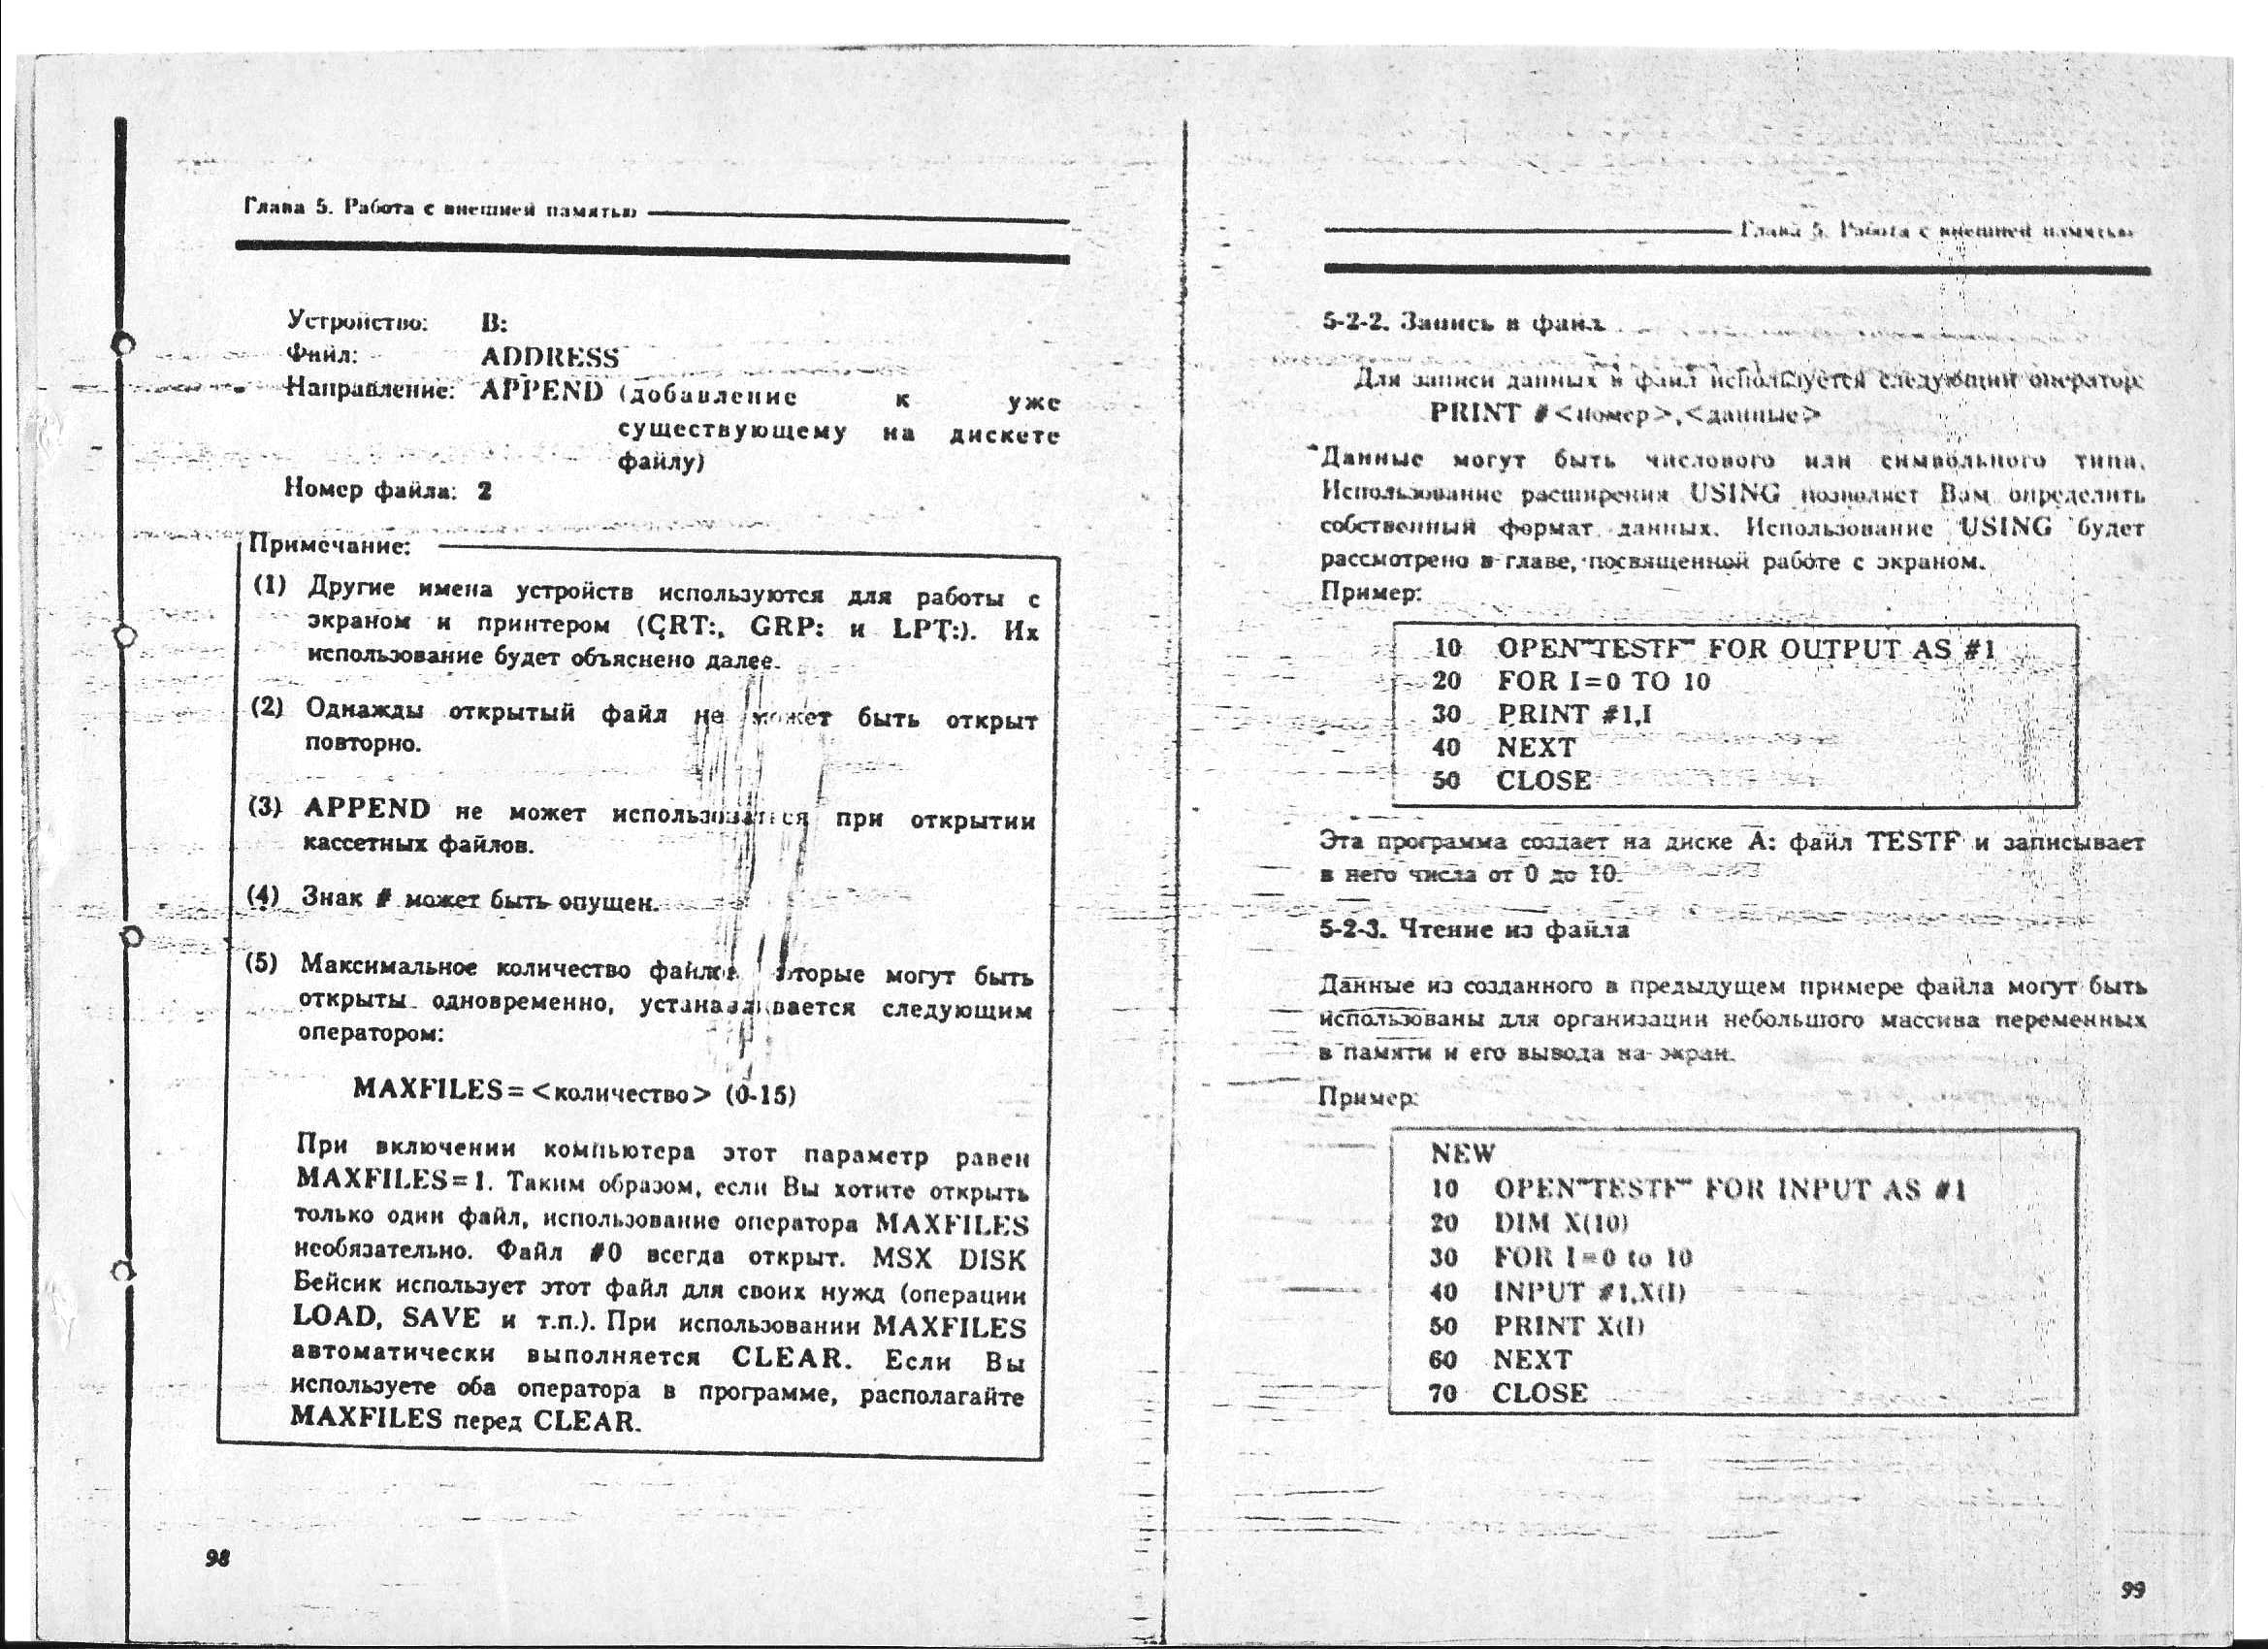 Глава 5. Работа с внешней памятью
Устройство: B:
Файл: ADDRESS
Направление: APPEND (добавление к уже
существующему на дискете
файлу)
Номер файла: 2
Примечание:
(1) Другие имена устройств используются для работы с
экраном и принтером (CRT:, GRP: и LPT:). Их
использование будет объяснено далее.
(2) Однажды открытый файл не может быть открыт
повторно.
(3) APPEND не может использоваться при открытии
кассетных файлов.
(4) Знак # может быть опущен.
(5) Максимальное количество файлов, которые могут быть
открыты одновременно, устанавливается следующим
оператором:
MAXFILES=<количество> (0-15)
При включении компьютера этот параметр равен
MAXFILES=1. Таким образом, если Вы хотите открыть
только один файл, использование оператора MAXFILES
необязательно. Файл #0 всегда открыт. MSX DISK
Бейсик использует этот файл для своих нужд (операции
LOAD, SAVE и т.п.). При использовании MAXFILES
автоматически выполняется CLEAR. Если Вы
используете оба оператора в программе, располагайте
MAXFILES перед CLEAR.
98
Глава 5. Работа с внешней памятью
5-2-2. Запись в файл
Для записи данных в файл используется следующий оператор:
PRINT #<номер>,<данные>
Данные могут быть числового или символьного типа.
Использование расширения USING позволяет Вам определить
собственный формат данных. Использование USING будет
рассмотрено в главе, посвященной работе с экраном.
Пример:
10 OPEN"TESTF" FOR OUTPUT AS #1
20 FOR I=0 TO 10
30 PRINT #1,I
40 NEXT
50 CLOSE
Эта программа создает на диске A: файл TESTF и записывает
в него числа от 0 до 10.
5-2-3. Чтение из файла
Данные из созданного в предыдущем примере файла могут быть
использованы для организации небольшого массива переменных
в памяти и его вывода на экран.
Пример:
NEW
10 OPEN"TESTF" FOR INPUT AS #1
20 DIM X(10)
30 FOR I=0 to 10
40 INPUT #1,X(I)
50 PRINT X(I)
60 NEXT
70 CLOSE
99